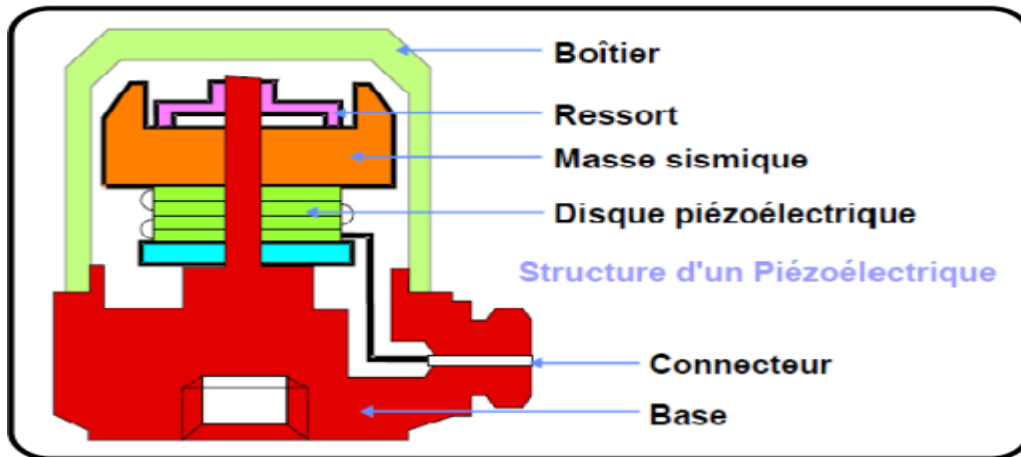 Boîtier
Ressort
Masse sismique
Disque piézoélectrique
Structure d'un Piézoélectrique
Connecteur
Base